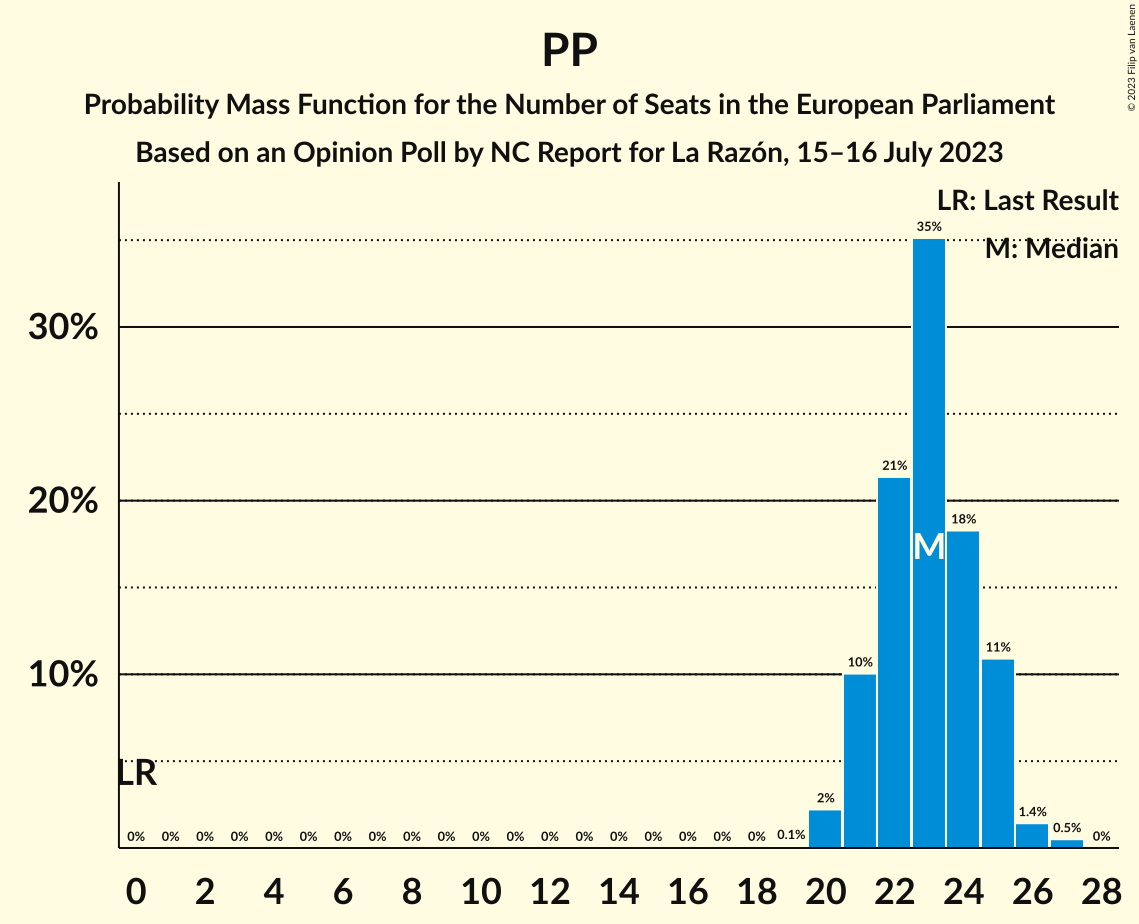 PP
Probability Mass Function for the Number of Seats in the European Parliament
Based on an Opinion Poll by NC Report for La Razón, 15–16 July 2023
© 2023 Filip van Laenen
LR: Last Result
M: Median
35%
30%
21%
20%
18%
M
10%
11%
10%
LR
0% 0% 0% 0% 0% 0% 0% 0% 0% 0% 0% 0% 0% 0% 0% 0% 0% 0% 0% 0.1% 2% 1.4% 0.5% 0%
0 2 4 6 8 10 12 14 16 18 20 22 24 26 28